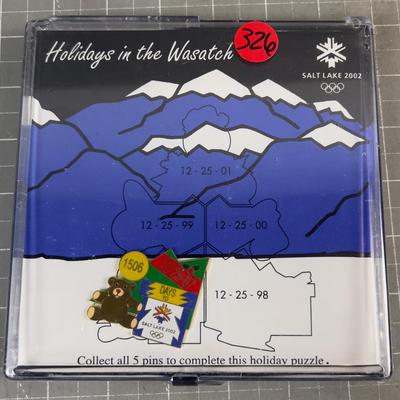 Holidays in the Wasatch
326
SALT LAKE 2002
12-25-01
12-25-99
12-25-00
1506
DAYS
TO
SALT LAKE 2002
12-25-98
Collect all 5 pins to complete this holiday puzzle.